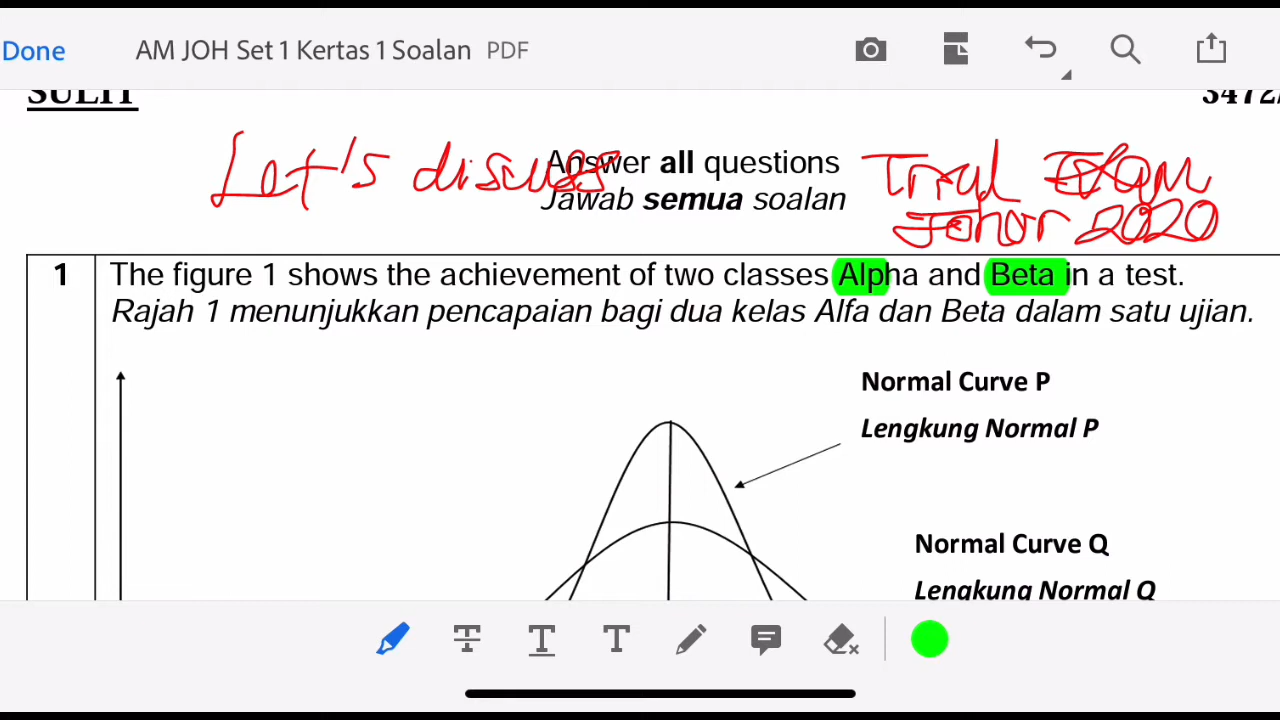 Done AM JOH Set 1 Kertas 1 Soalan PDF
SULIT 3472/
Let's discuss Answer all questions Trial Exam
Jawab semua soalan Johor 2020
1 The figure 1 shows the achievement of two classes Alpha and Beta in a test.
Rajah 1 menunjukkan pencapaian bagi dua kelas Alfa dan Beta dalam satu ujian.
Normal Curve P
Lengkung Normal P
Normal Curve Q
Lengkung Normal Q